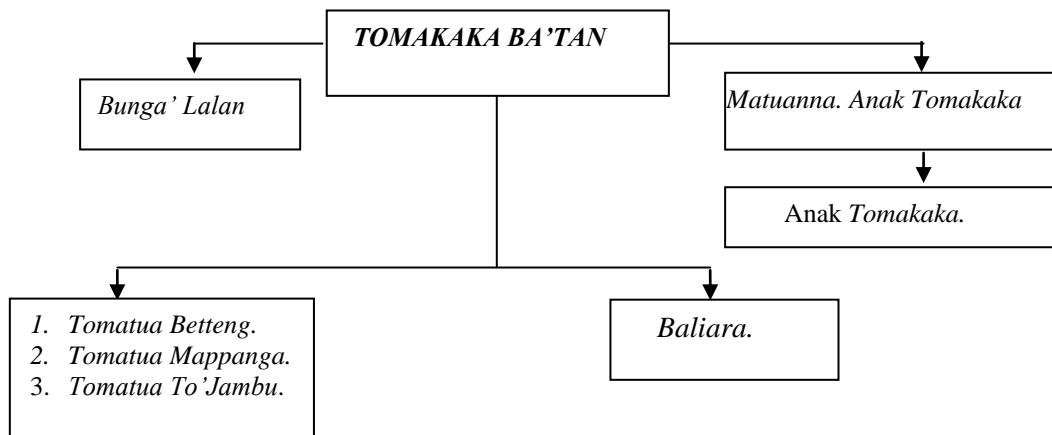 TOMAKAKA BA’TAN
Bunga’ Lalan
Matuanna. Anak Tomakaka
Anak Tomakaka.
1. Tomatua Betteng.
2. Tomatua Mappanga.
3. Tomatua To’Jambu.
Baliara.